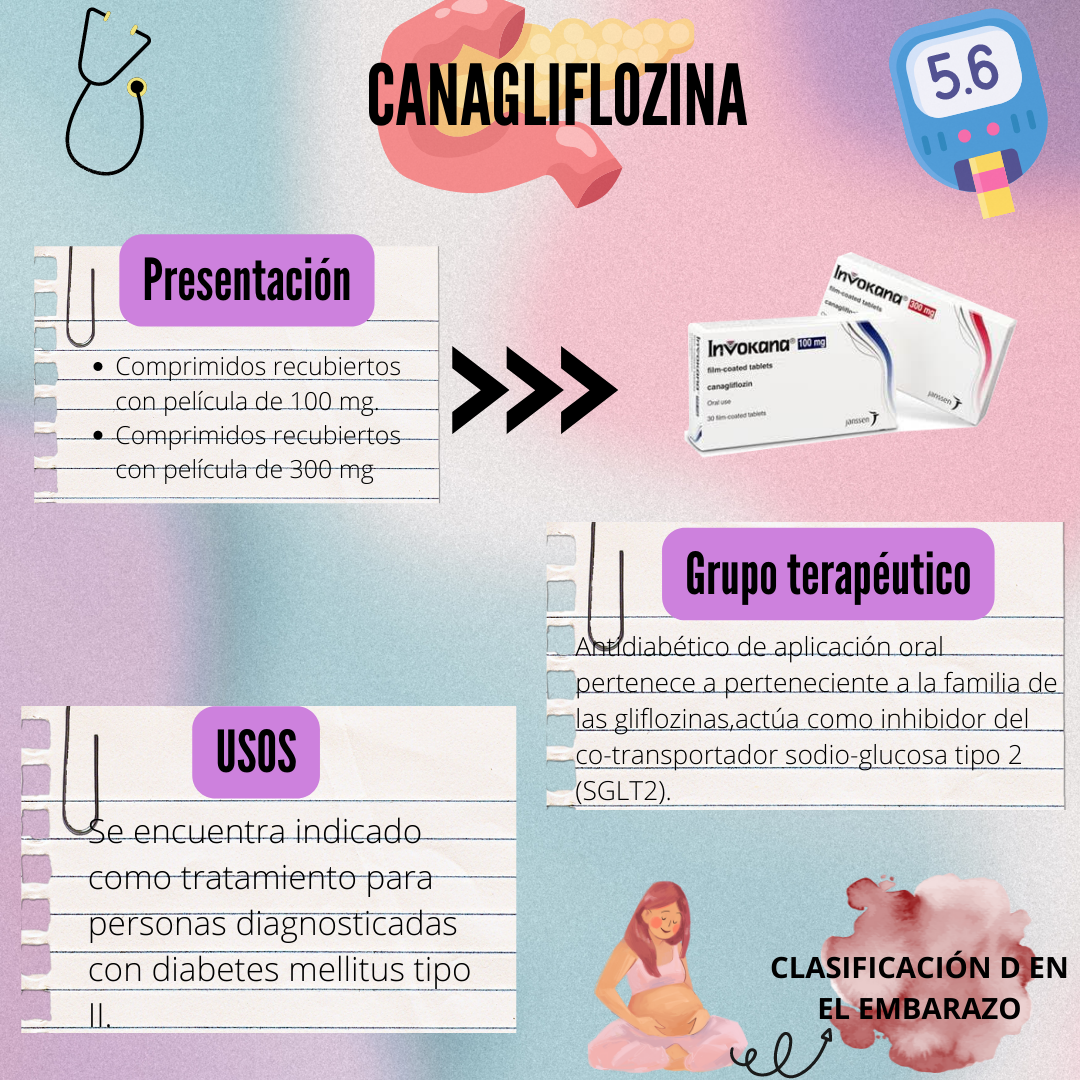 CANAGLIFLOZINA
5.6
Presentación
Comprimidos recubiertos
con película de 100 mg.
Comprimidos recubiertos
con película de 300 mg
Invokana® 300 mg
film-coated tablets
Invokana® 100 mg
film-coated tablets
canagliflozin
Oral use
30 film-coated tablets
janssen
janssen
Grupo terapéutico
Antidiabético de aplicación oral
pertenece a perteneciente a la familia de
las gliflozinas,actúa como inhibidor del
co-transportador sodio-glucosa tipo 2
(SGLT2).
USOS
Se encuentra indicado
como tratamiento para
personas diagnosticadas
con diabetes mellitus tipo
II.
CLASIFICACIÓN D EN
EL EMBARAZO